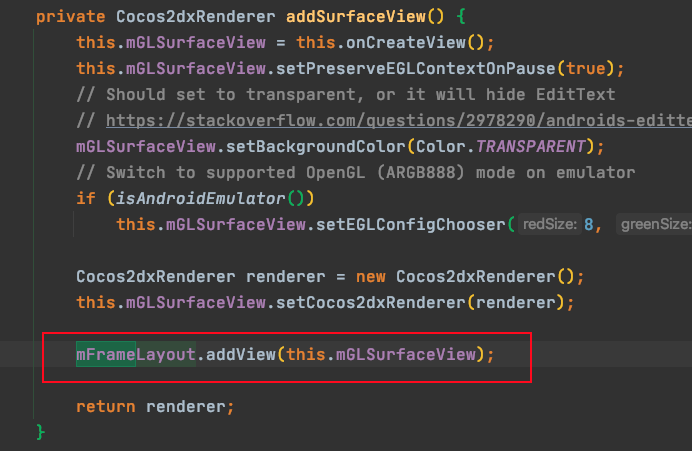 private Cocos2dxRenderer addSurfaceView() {
this.mGLSurfaceView = this.onCreateView();
this.mGLSurfaceView.setPreserveEGLContextOnPause(true);
// Should set to transparent, or it will hide EditText
// https://stackoverflow.com/questions/2978290/androids-editte
mGLSurfaceView.setBackgroundColor(Color.TRANSPARENT);
// Switch to supported OpenGL (ARGB888) mode on emulator
if (isAndroidEmulator())
this.mGLSurfaceView.setEGLConfigChooser( redSize: 8, greenSize:
Cocos2dxRenderer renderer = new Cocos2dxRenderer();
this.mGLSurfaceView.setCocos2dxRenderer(renderer);
mFrameLayout.addView(this.mGLSurfaceView);
return renderer;
}